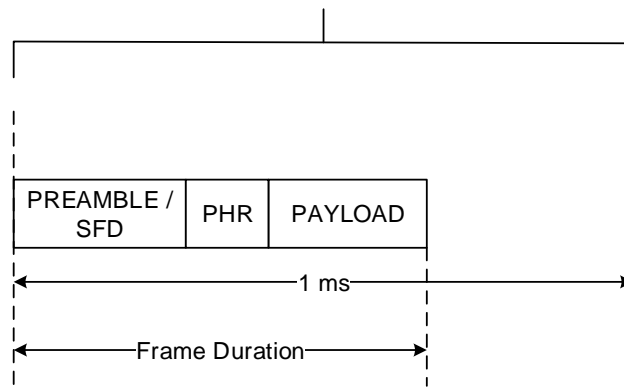 PREAMBLE /
SFD
PHR
PAYLOAD
1 ms
Frame Duration